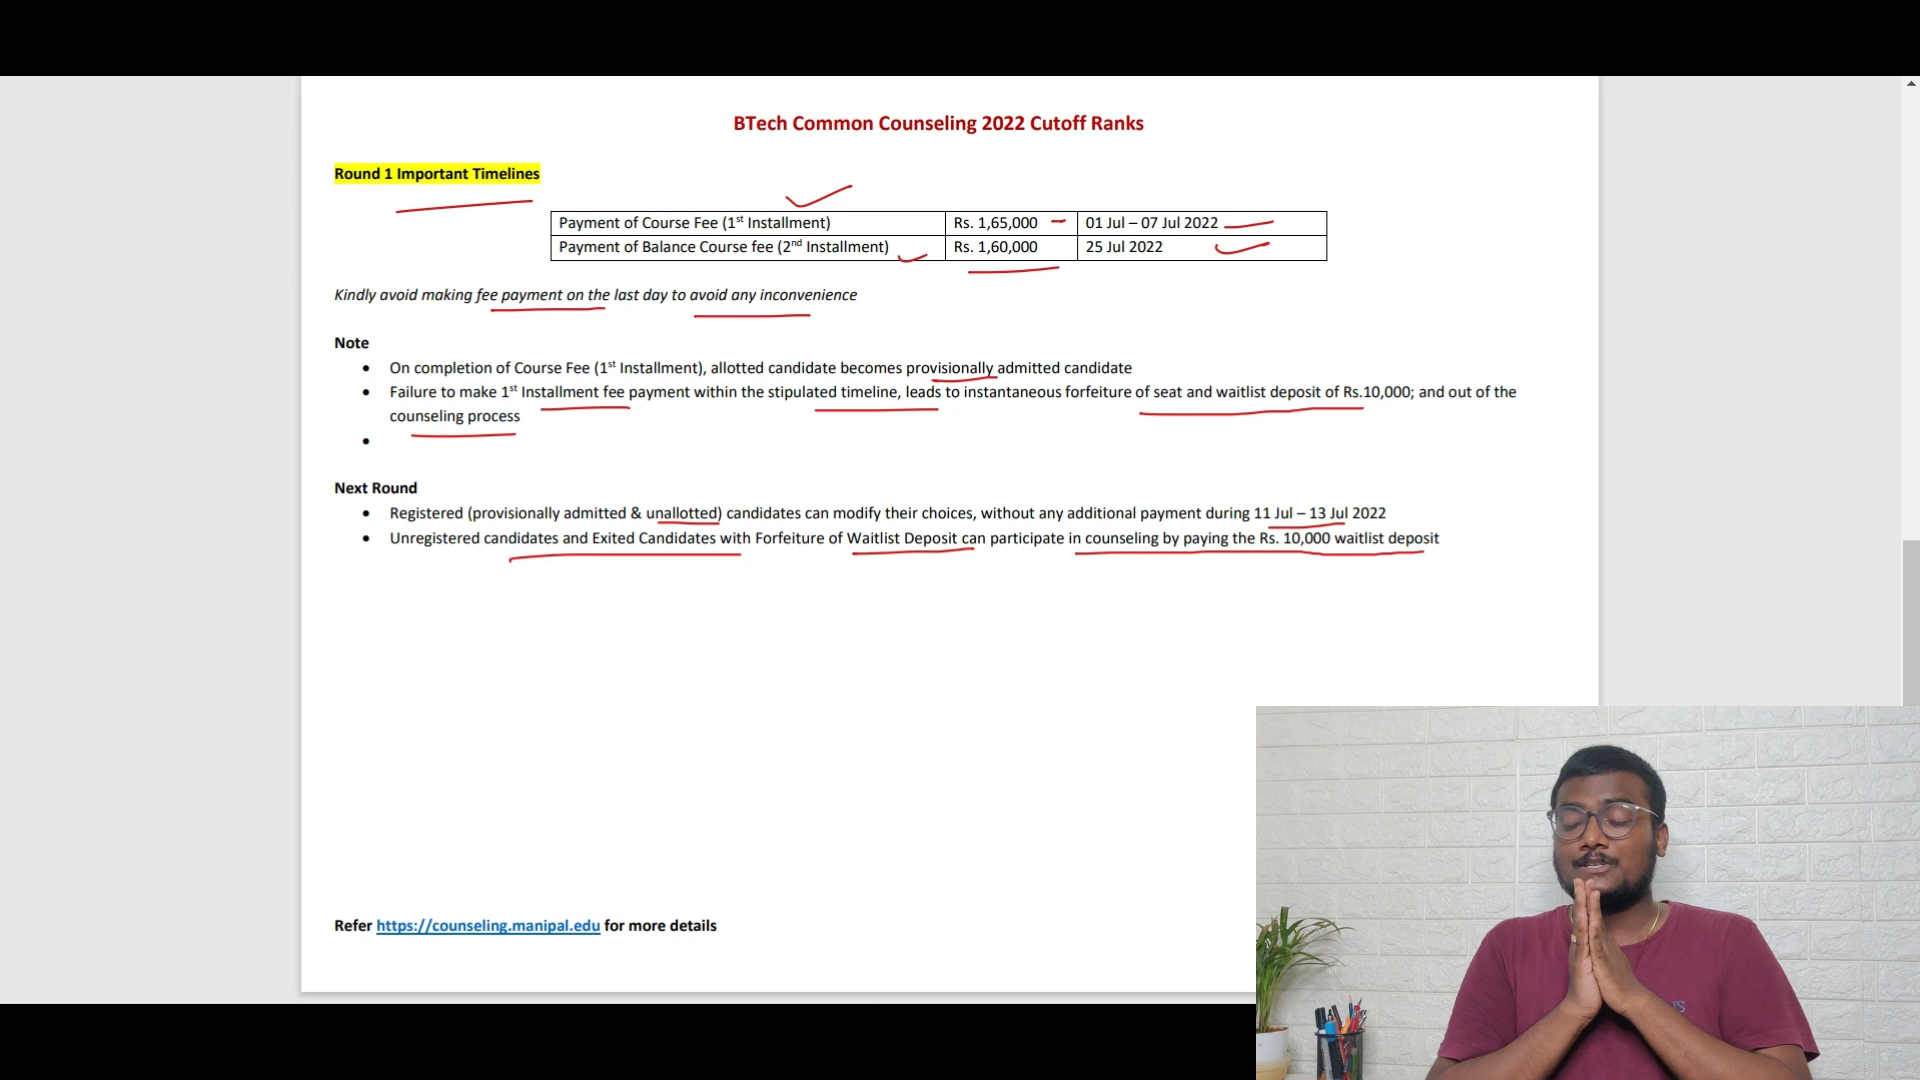 BTech Common Counseling 2022 Cutoff Ranks
Round 1 Important Timelines
Payment of Course Fee (1st Installment) Rs. 1,65,000 01 Jul – 07 Jul 2022
Payment of Balance Course fee (2nd Installment) Rs. 1,60,000 25 Jul 2022
Kindly avoid making fee payment on the last day to avoid any inconvenience
Note
• On completion of Course Fee (1st Installment), allotted candidate becomes provisionally admitted candidate
• Failure to make 1st Installment fee payment within the stipulated timeline, leads to instantaneous forfeiture of seat and waitlist deposit of Rs.10,000; and out of the
counseling process
•
Next Round
• Registered (provisionally admitted & unallotted) candidates can modify their choices, without any additional payment during 11 Jul – 13 Jul 2022
• Unregistered candidates and Exited Candidates with Forfeiture of Waitlist Deposit can participate in counseling by paying the Rs. 10,000 waitlist deposit
Refer https://counseling.manipal.edu for more details